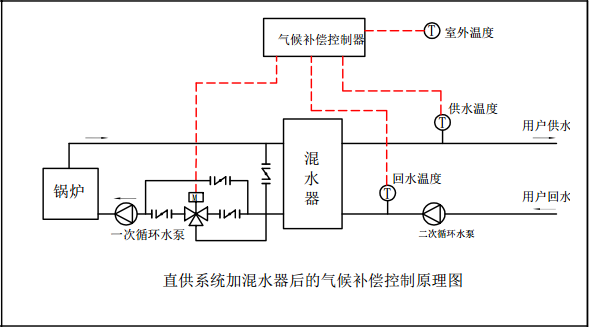 气候补偿控制器
T
室外温度
供水温度
T
用户供水
混水器
回水温度
T
用户回水
锅炉
M
一次循环水泵
二次循环水泵
直供系统加混水器后的气候补偿控制原理图